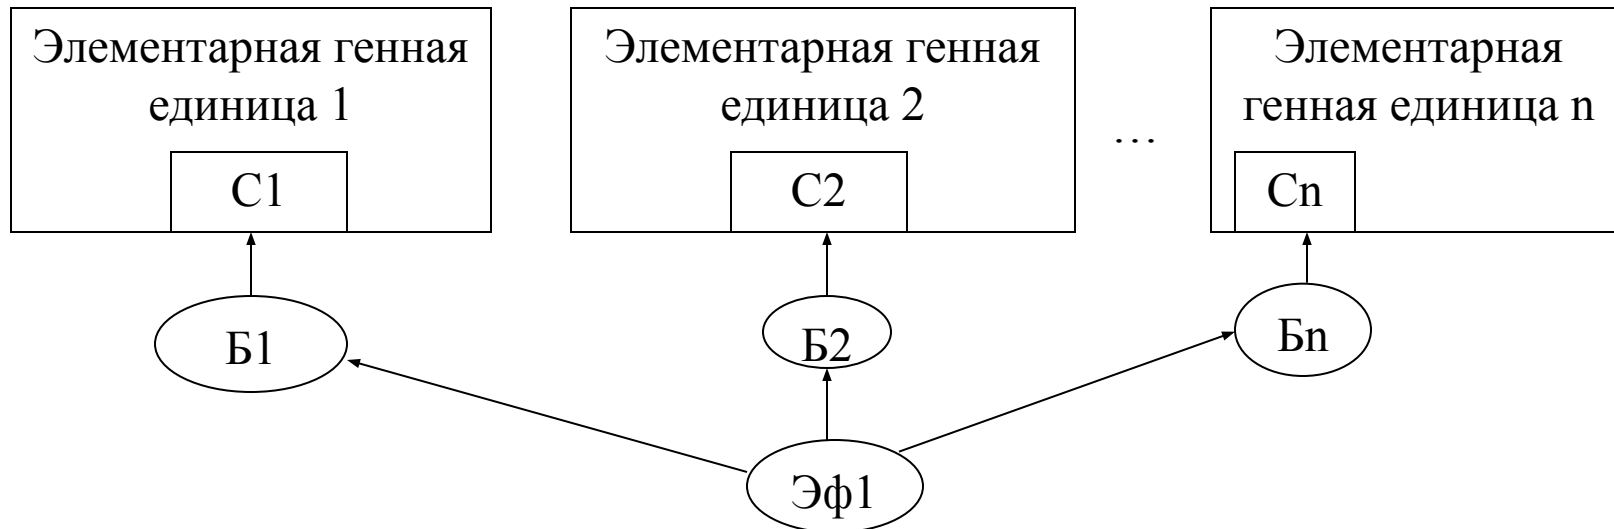 Элементарная генная
единица 1
Элементарная генная
единица 2
…
Элементарная
генная единица n
С1
С2
Сn
Б1
Б2
Бn
Эф1